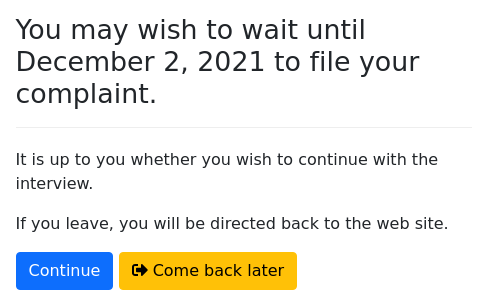 You may wish to wait until
December 2, 2021 to file your
complaint.
It is up to you whether you wish to continue with the
interview.
If you leave, you will be directed back to the web site.
Continue
Come back later